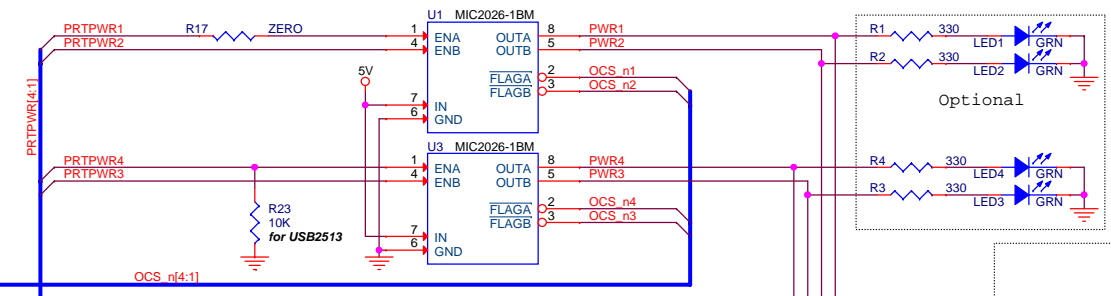 U1 MIC2026-1BM
PRTPWR1 R17 ZERO 1 ENA OUTA 8 PWR1 R1 330 LED1 GRN
PRTPWR2 4 ENB OUTB 5 PWR2 R2 330 LED2 GRN
5V FLAGA 2 OCS_n1
FLAGB 3 OCS_n2
7 IN
6 GND
Optional
PRTPWR[4:1]
U3 MIC2026-1BM
PRTPWR4 1 ENA OUTA 8 PWR4 R4 330 LED4 GRN
PRTPWR3 4 ENB OUTB 5 PWR3 R3 330 LED3 GRN
R23 FLAGA 2 OCS_n4
10K FLAGB 3 OCS_n3
for USB2513 7 IN
6 GND
OCS_n[4:1]